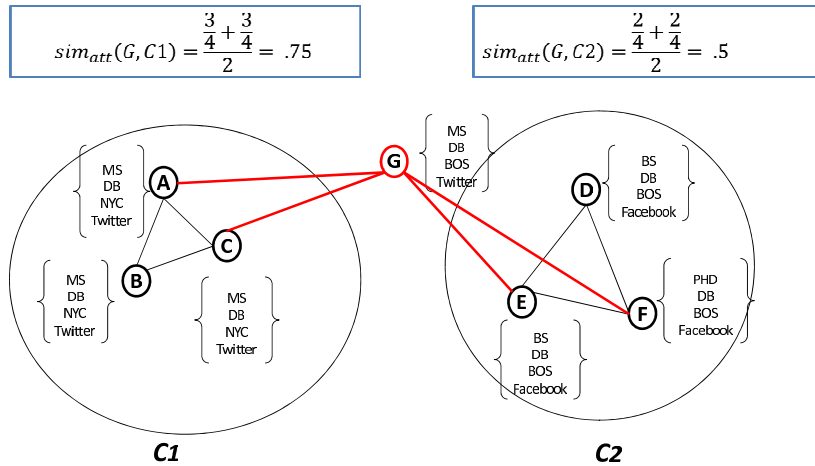 sim_att(G, C1) = (3/4 + 3/4)/2 = .75
sim_att(G, C2) = (2/4 + 2/4)/2 = .5
MS
DB
NYC
Twitter
A
G
MS
DB
BOS
Twitter
D
BS
DB
BOS
Facebook
MS
DB
NYC
Twitter
B
C
MS
DB
NYC
Twitter
E
BS
DB
BOS
Facebook
F
PHD
DB
BOS
Facebook
C1
C2